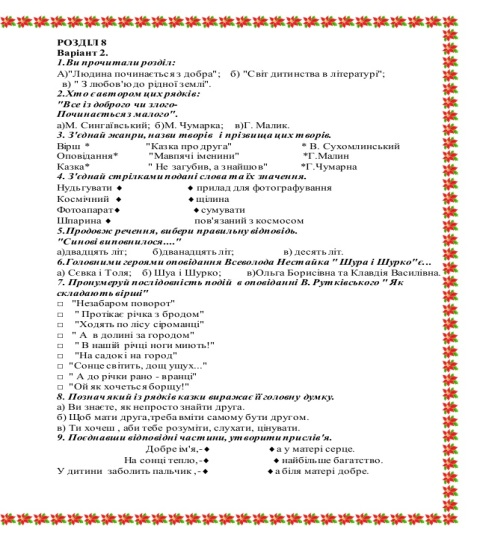 РОЗДІЛ 8
Варіант 2.
1.Ви прочитали розділ:
А)"Людина починається з добра"; б) "Світ дитинства в літературі";
в) " З любов'ю до рідної землі".
2.Хто є автором цих рядків:
"Все із доброго чи злого-
Починається з малого".
а)М. Сингаївський; б)М. Чумарка; в)Г. Малик.
3. З'єднай жанри, назви творів і прізвища цих творів.
Вірш * "Казка про друга" * В. Сухомлинський
Оповідання* "Мавпячі іменини" *Г.Малин
Казка* " Не загубив, а знайшов" *Г.Чумарна
4. З'єднай стрілками подані слова та їх значення.
Нудьгувати ♦ ♦ прилад для фотографування
Космічний ♦ ♦ щілина
Фотоапарат ♦ ♦ сумувати
Шпарина ♦ пов'язаний з космосом
5.Продовж речення, вибери правильну відповідь.
"Синові виповнилося...."
а)двадцять літ; б)дванадцять літ; в) десять літ.
6.Головними героями оповідання Всеволода Нестайка " Шура і Шурко"є...
а) Сєвка і Толя; б) Шуа і Шурко; в)Ольга Борисівна та Клавдія Василівна.
7. Пронумеруй послідовність подій в оповіданні В. Рутківського " Як
складають вірші"
□ "Незабаром поворот"
□ " Протікає річка з бродом"
□ "Ходять по лісу сіроманці"
□ " А в долині за городом"
□ " В нашій річці ноги миють!"
□ "На садок і на город"
□ "Сонце світить, дощ ущух..."
□ " А до річки рано - вранці"
□ "Ой як хочеться борщу!"
8. Познач який із рядків казки виражає її головну думку.
а) Ви знаєте, як непросто знайти друга.
б) Щоб мати друга,треба вміти самому бути другом.
в) Ти хочеш , аби тебе розуміти, слухати, цінувати.
9. Поєднавши відповідні частини, утворити прислів'я.
Добре ім'я,-♦ ♦ а у матері серце.
На сонці тепло,-♦ ♦ найбільше багатство.
У дитини заболить пальчик ,-♦ ♦ а біля матері добре.